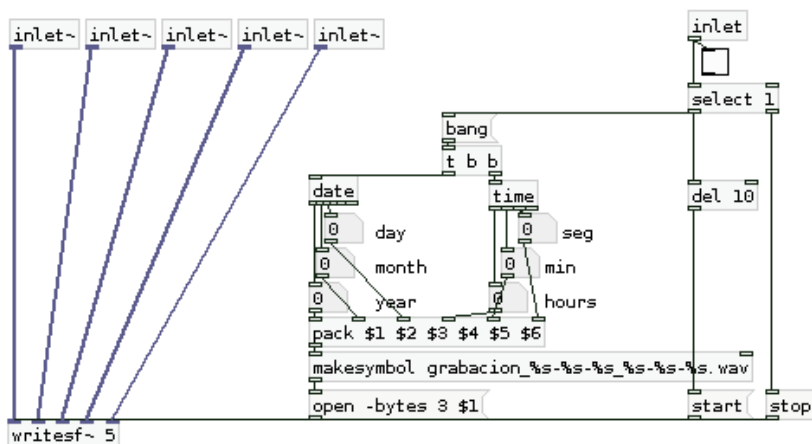 inlet~ inlet~ inlet~ inlet~ inlet~ inlet
select 1
bang
t b b
date time del 10
0 day 0 seg
0 month 0 min
0 year 0 hours
pack $1 $2 $3 $4 $5 $6
makesymbol grabacion_%s-%s-%s_%s-%s-%s.wav
open -bytes 3 $1 start stop
writesf~ 5